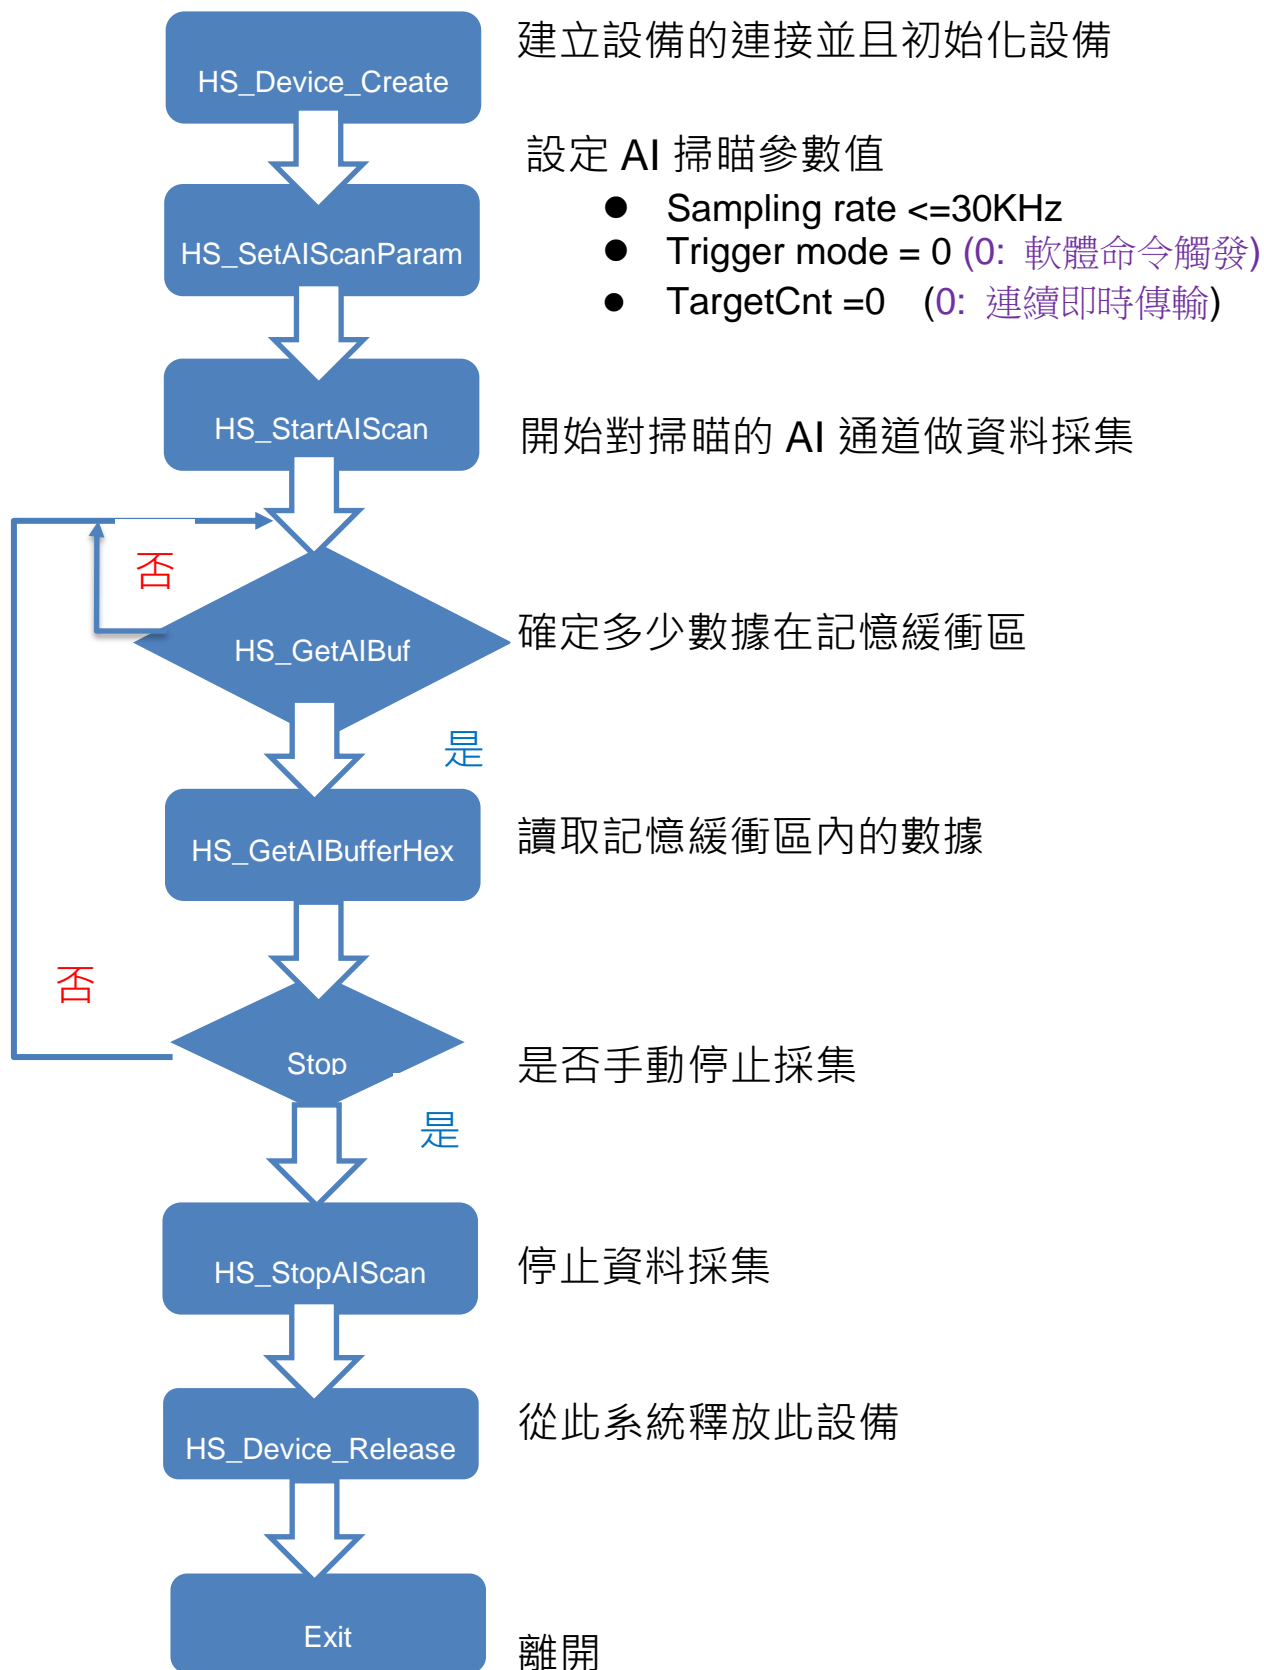 建立設備的連接並且初始化設備
HS_Device_Create
設定 AI 掃瞄參數值
● Sampling rate <=30KHz
HS_SetAIScanParam
● Trigger mode = 0 (0: 軟體命令觸發)
● TargetCnt =0 (0: 連續即時傳輸)
HS_StartAIScan
開始對掃瞄的 AI 通道做資料採集
否
HS_GetAIBuf
確定多少數據在記憶緩衝區
是
HS_GetAIBufferHex
讀取記憶緩衝區內的數據
否
Stop
是否手動停止採集
是
HS_StopAIScan
停止資料採集
HS_Device_Release
從此系統釋放此設備
Exit
離開